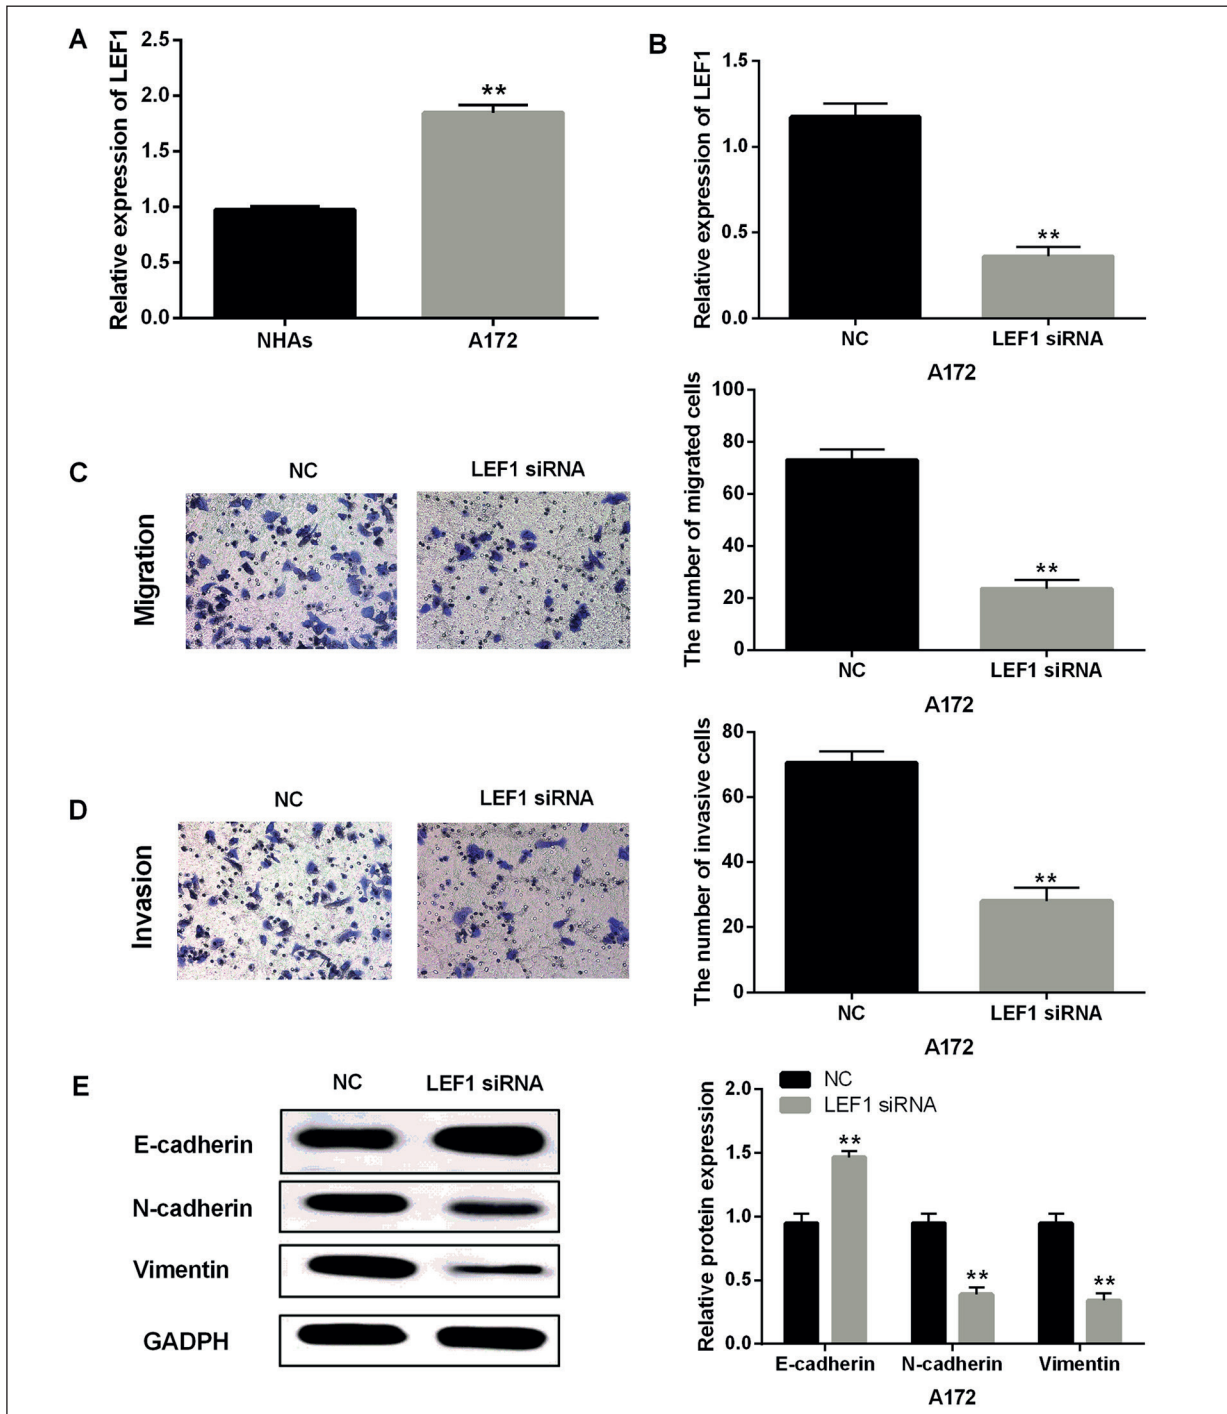 A
Relative expression of LEF1
2.5
2.0
1.5
1.0
0.5
0.0
**
NHAs
A172
B
Relative expression of LEF1
1.5
1.0
0.5
0.0
**
NC
LEF1 siRNA
A172
C
Migration
NC
LEF1 siRNA
The number of migrated cells
100
80
60
40
20
0
**
NC
LEF1 siRNA
A172
D
Invasion
NC
LEF1 siRNA
The number of invasive cells
80
60
40
20
0
**
NC
LEF1 siRNA
A172
E
NC
LEF1 siRNA
E-cadherin
N-cadherin
Vimentin
GADPH
Relative protein expression
2.0
1.5
1.0
0.5
0.0
NC
LEF1 siRNA
**
**
**
E-cadherin
N-cadherin
Vimentin
A172